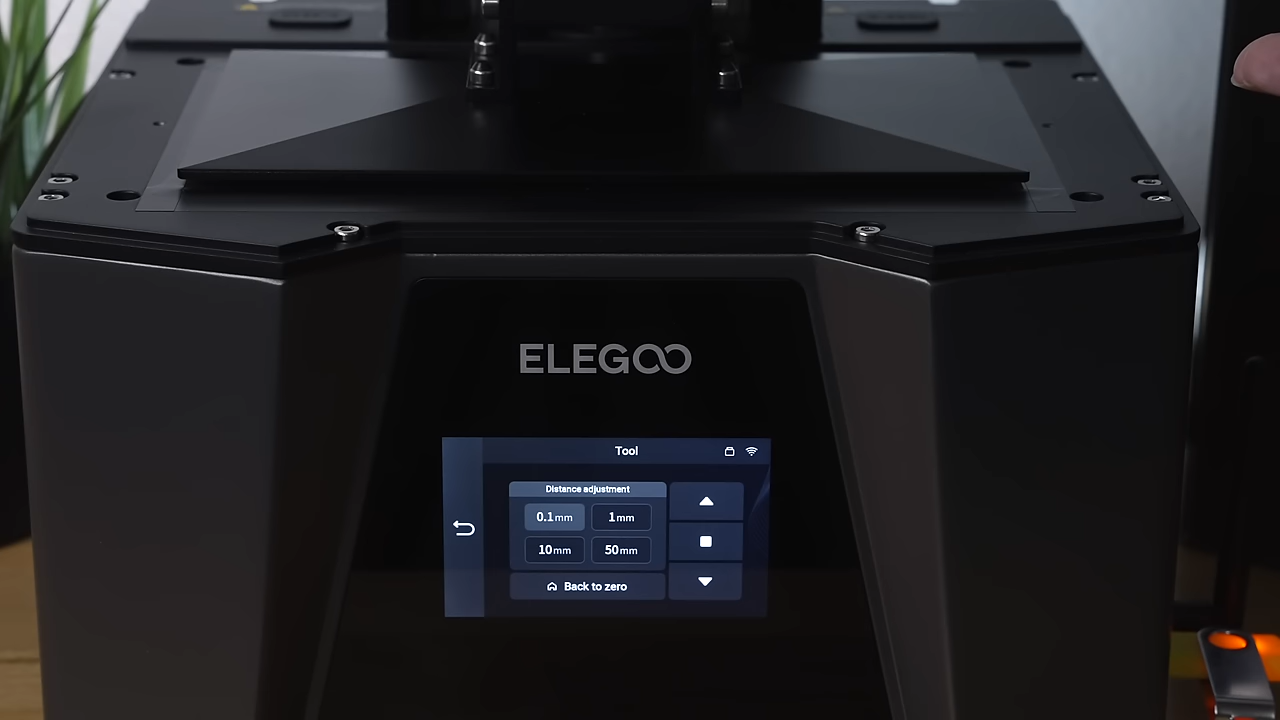 ELEGOO
Tool
Distance adjustment
0.1mm 1mm
10mm 50mm
Back to zero